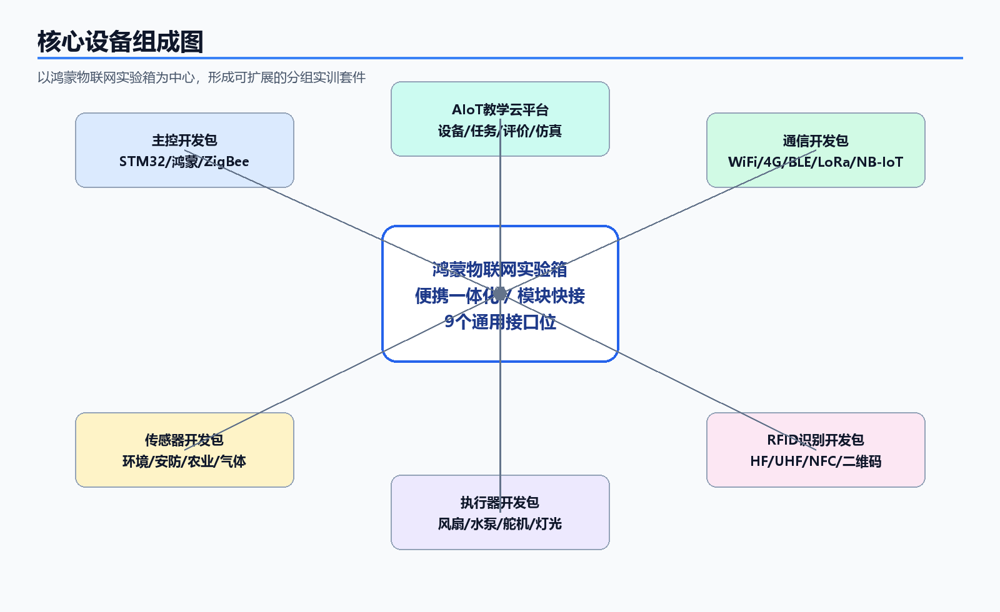 核心设备组成图
以鸿蒙物联网实验箱为中心，形成可扩展的分组实训套件
AIoT教学云平台
设备/任务/评价/仿真
主控开发包
STM32/鸿蒙/ZigBee
通信开发包
WiFi/4G/BLE/LoRa/NB-IoT
鸿蒙物联网实验箱
便携一体化 / 模块快接
9个通用接口位
传感器开发包
环境/安防/农业/气体
RFID识别开发包
HF/UHF/NFC/二维码
执行器开发包
风扇/水泵/舵机/灯光